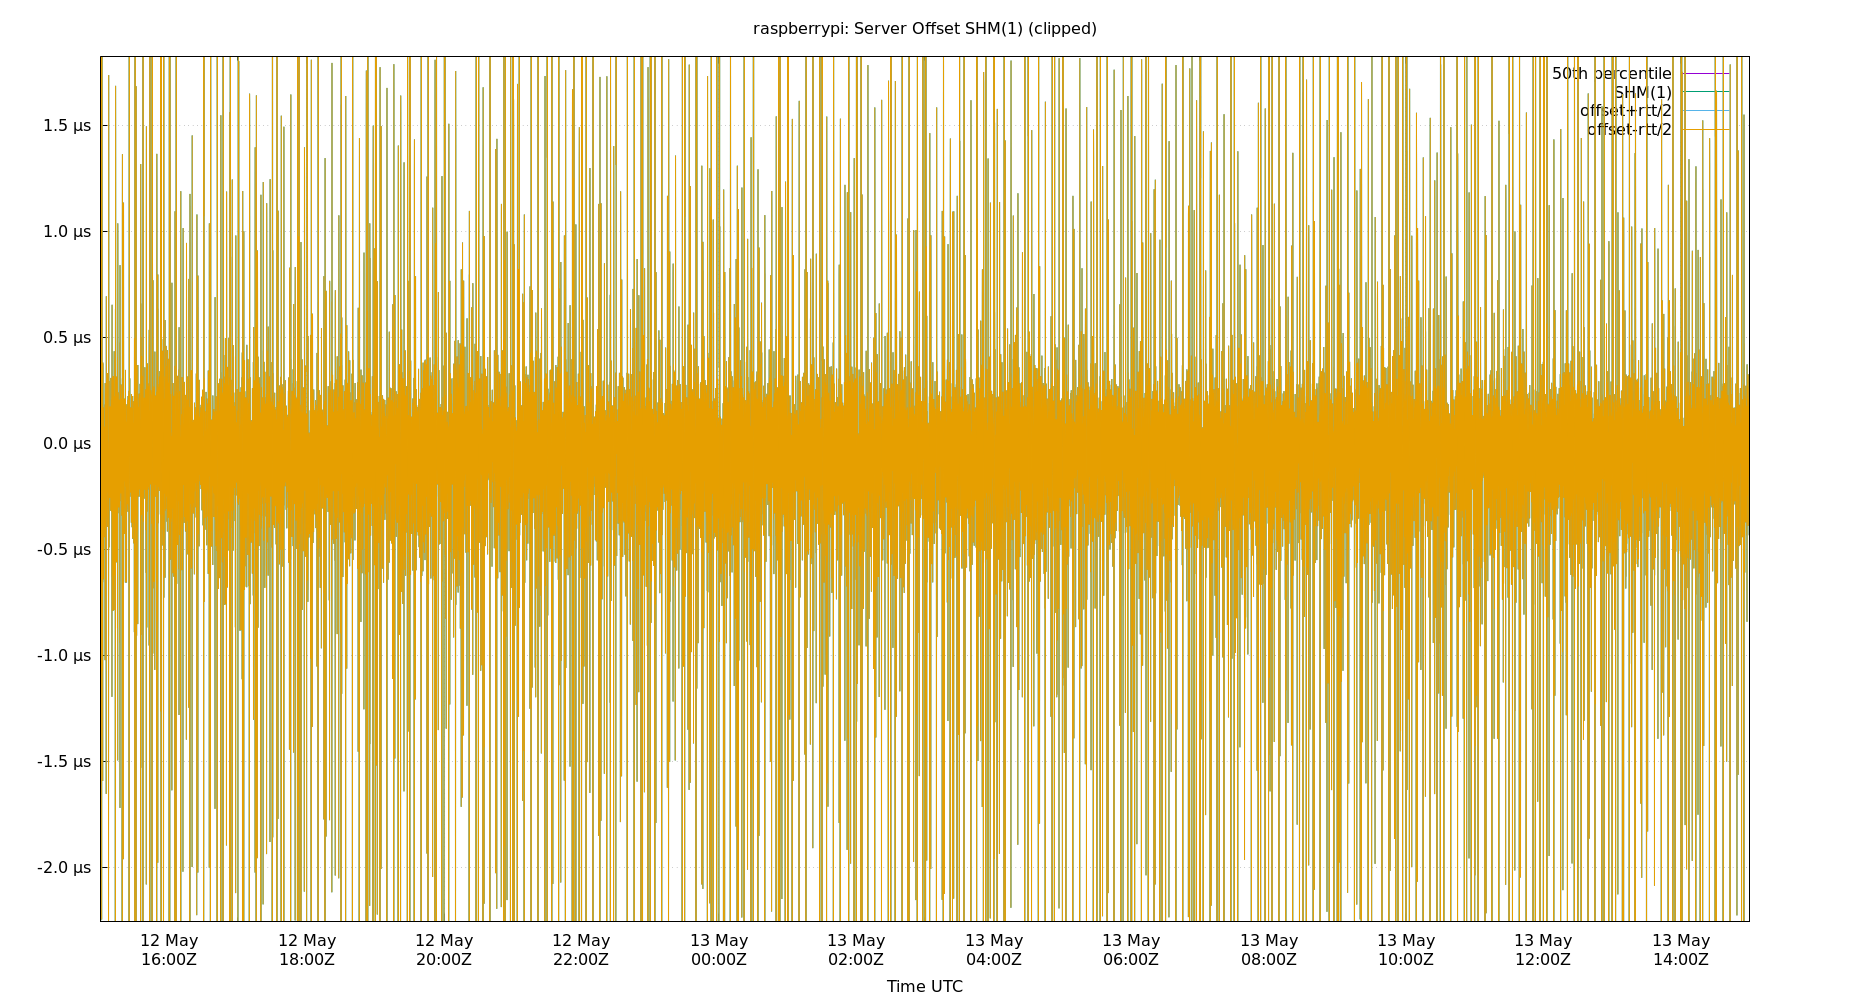 raspberrypi: Server Offset SHM(1) (clipped)
50th percentile
SHM(1)
offset+rtt/2
offset-rtt/2
1.5 µs
1.0 µs
0.5 µs
0.0 µs
-0.5 µs
-1.0 µs
-1.5 µs
-2.0 µs
12 May 12 May 12 May 12 May 13 May 13 May 13 May 13 May 13 May 13 May 13 May 13 May
16:00Z 18:00Z 20:00Z 22:00Z 00:00Z 02:00Z 04:00Z 06:00Z 08:00Z 10:00Z 12:00Z 14:00Z
Time UTC